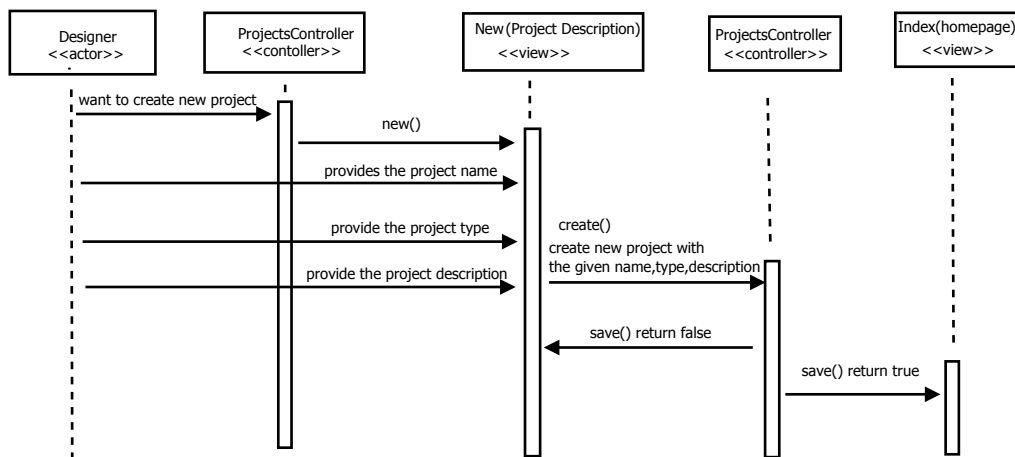 Designer
<<actor>>
ProjectsController
<<contoller>>
New(Project Description)
<<view>>
ProjectsController
<<controller>>
Index(homepage)
<<view>>
want to create new project
new()
provides the project name
provide the project type
create()
create new project with
the given name,type,description
provide the project description
save() return false
save() return true